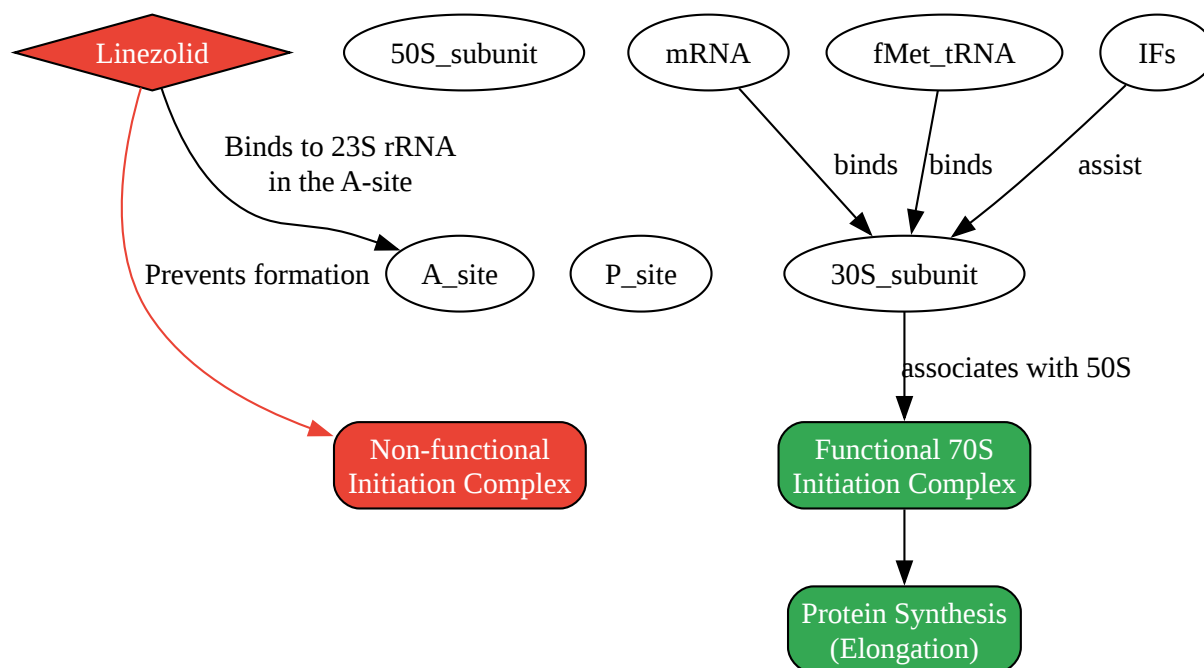 Linezolid
50S_subunit
mRNA
fMet_tRNA
IFs
Binds to 23S rRNA
in the A-site
binds
binds
assist
Prevents formation
A_site
P_site
30S_subunit
associates with 50S
Non-functional
Initiation Complex
Functional 70S
Initiation Complex
Protein Synthesis
(Elongation)